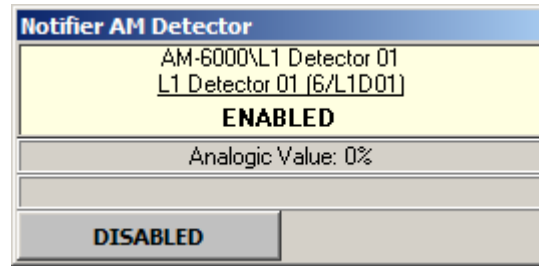 Notifier AM Detector
AM-6000\L1 Detector 01
L1 Detector 01 (6/L1D01)
ENABLED
Analogic Value: 0%
DISABLED